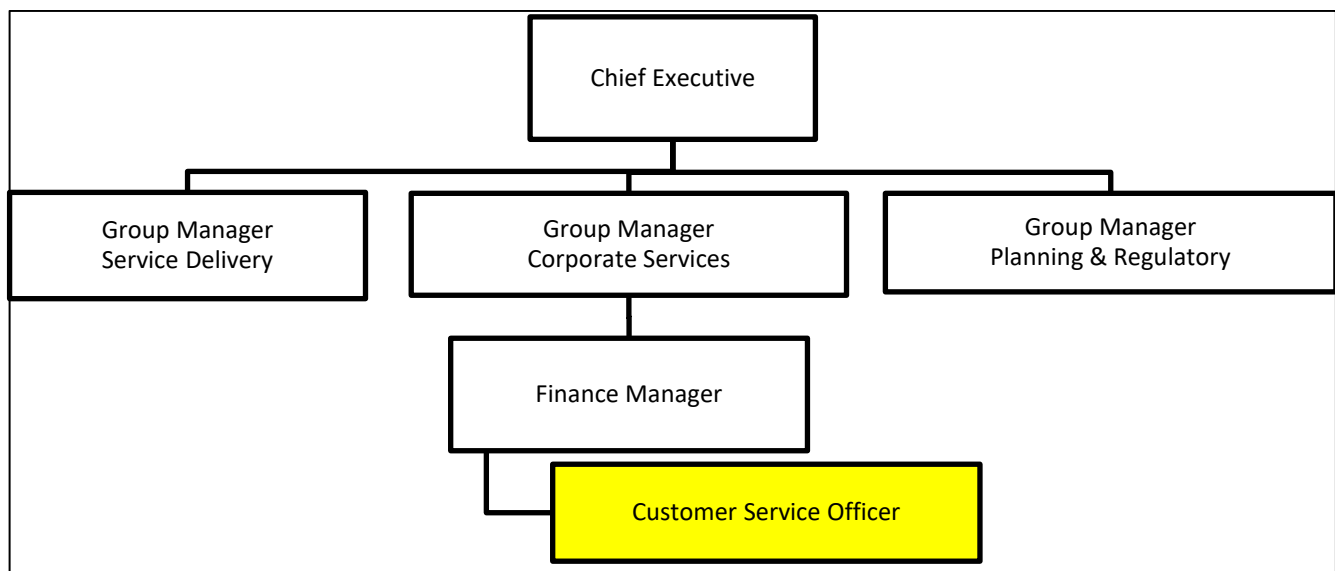 Chief Executive
Group Manager
Service Delivery
Group Manager
Corporate Services
Group Manager
Planning & Regulatory
Finance Manager
Customer Service Officer